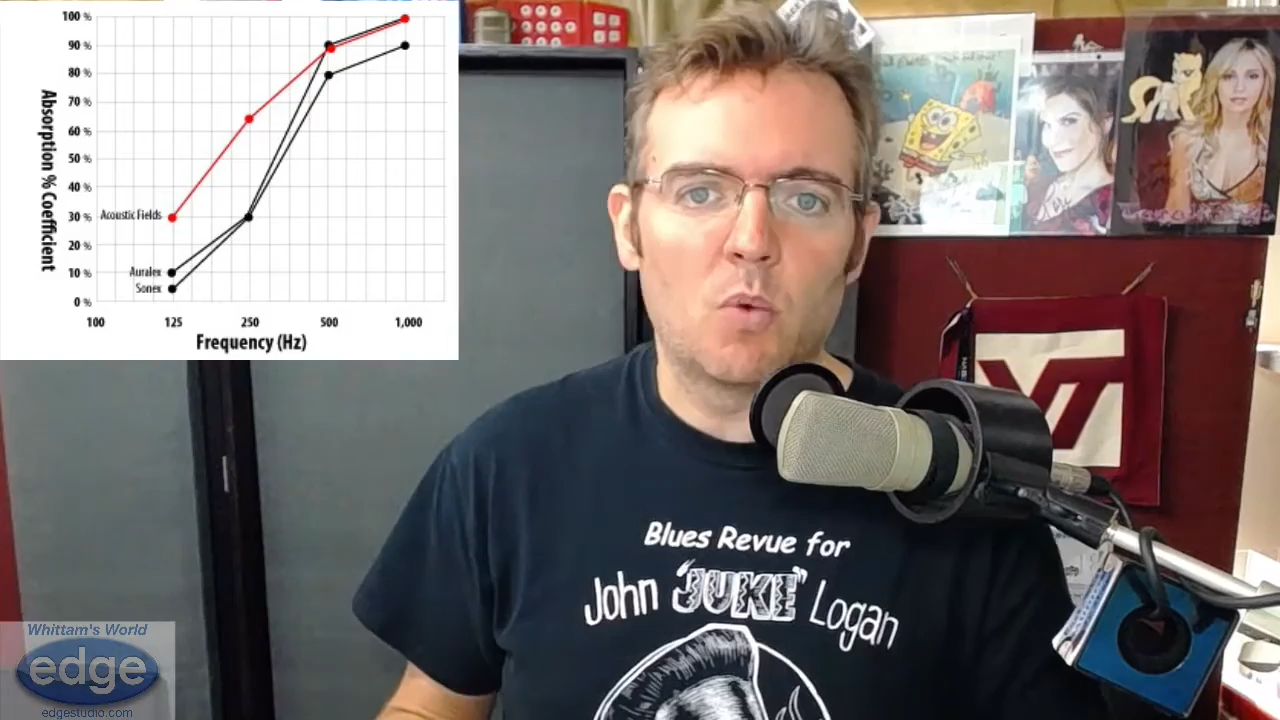 100 %
90 %
80 %
70 %
60 %
50 %
40 %
30 %
20 %
10 %
0 %
Absorption % Coefficient
Acoustic Fields
Auralex
Sonex
100 125 250 500 1,000
Frequency (Hz)
VT
Blues Revue for
John "JUKE" Logan
Whittam's World
edge
edgestudio.com